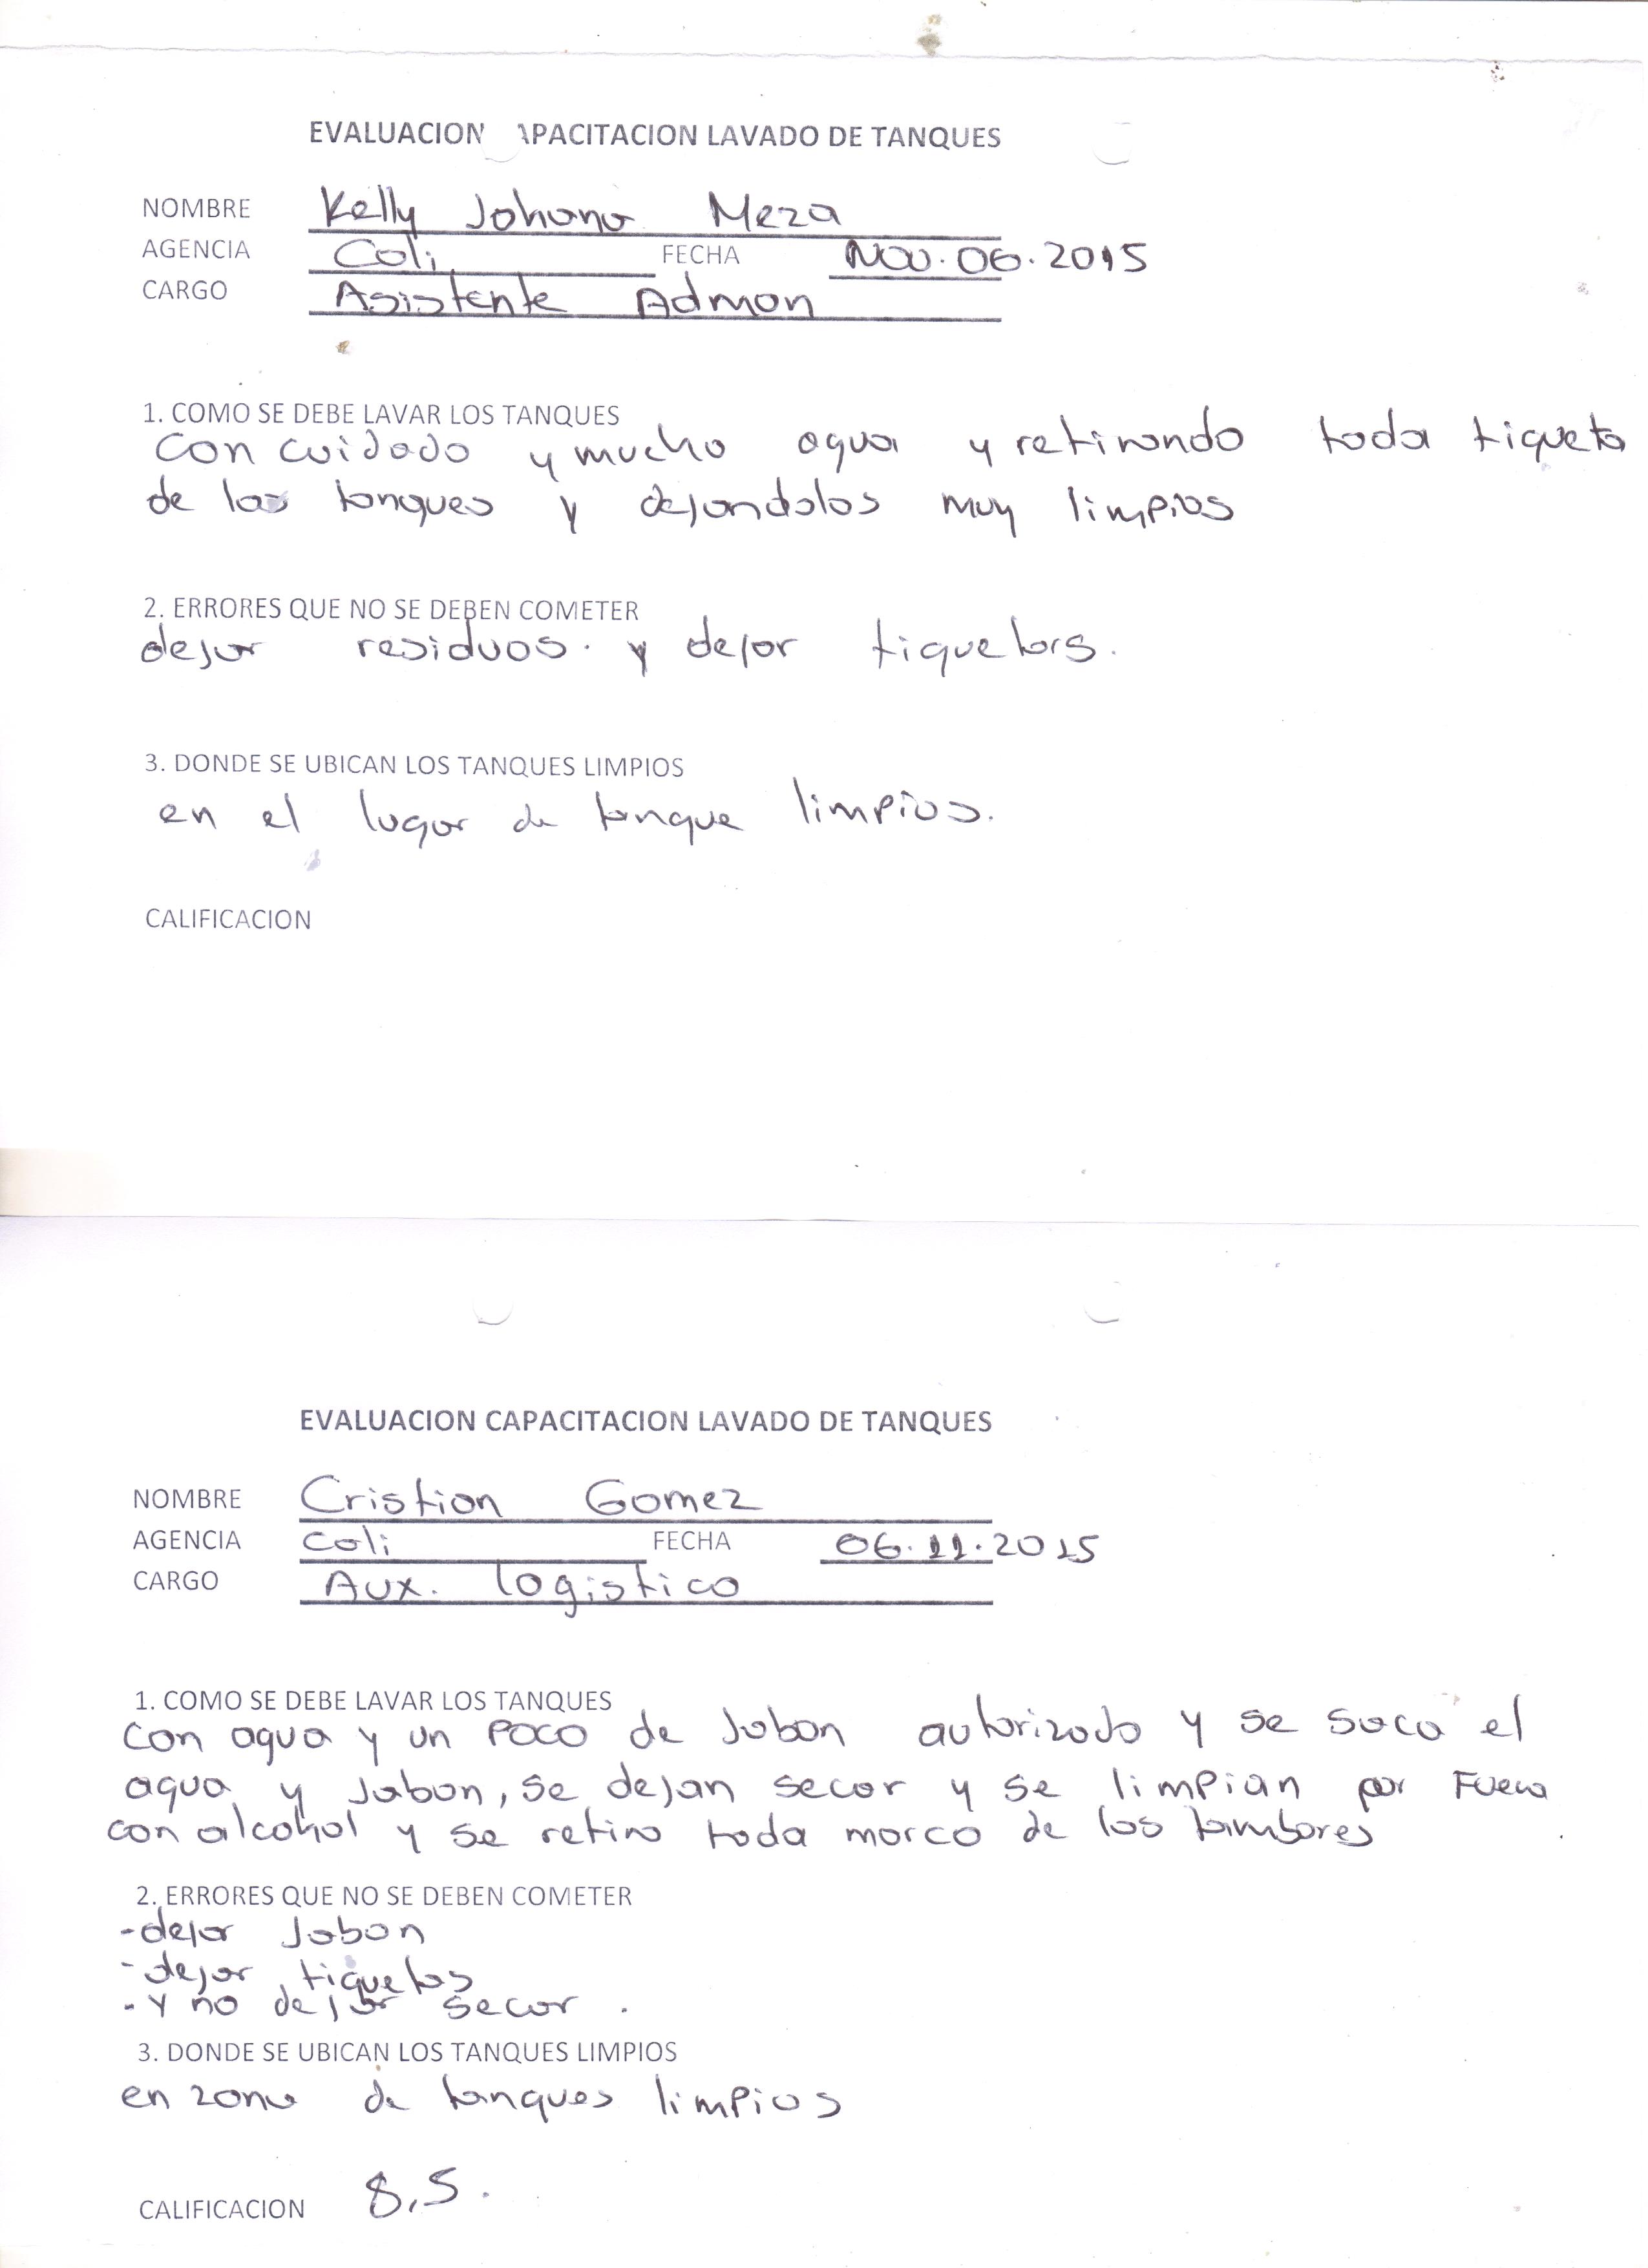 EVALUACION APACITACION LAVADO DE TANQUES
NOMBRE Kelly Johana Meza
AGENCIA Cali FECHA NOV. 06. 2015
CARGO Asistente Admon
1. COMO SE DEBE LAVAR LOS TANQUES
con cuidado y mucha agua y retirando toda tiqueta
de las tanques y dejandolos muy limpios
2. ERRORES QUE NO SE DEBEN COMETER
dejar residuos. y dejar tiquetas.
3. DONDE SE UBICAN LOS TANQUES LIMPIOS
en el lugar de tanque limpios.
CALIFICACION
EVALUACION CAPACITACION LAVADO DE TANQUES
NOMBRE Cristian Gomez
AGENCIA Cali FECHA 06.11.2015
CARGO Aux. logistico
1. COMO SE DEBE LAVAR LOS TANQUES
con agua y un POCO de Jabon autorizado y se saca el
agua y Jabon, se dejan secar y se limpian por Fuera
con alcohol y se retira toda marca de los tambores
2. ERRORES QUE NO SE DEBEN COMETER
-dejar Jabon
-dejar tiquetas
-Y no dejar secar.
3. DONDE SE UBICAN LOS TANQUES LIMPIOS
en zona de tanques limpios
CALIFICACION 8,5.